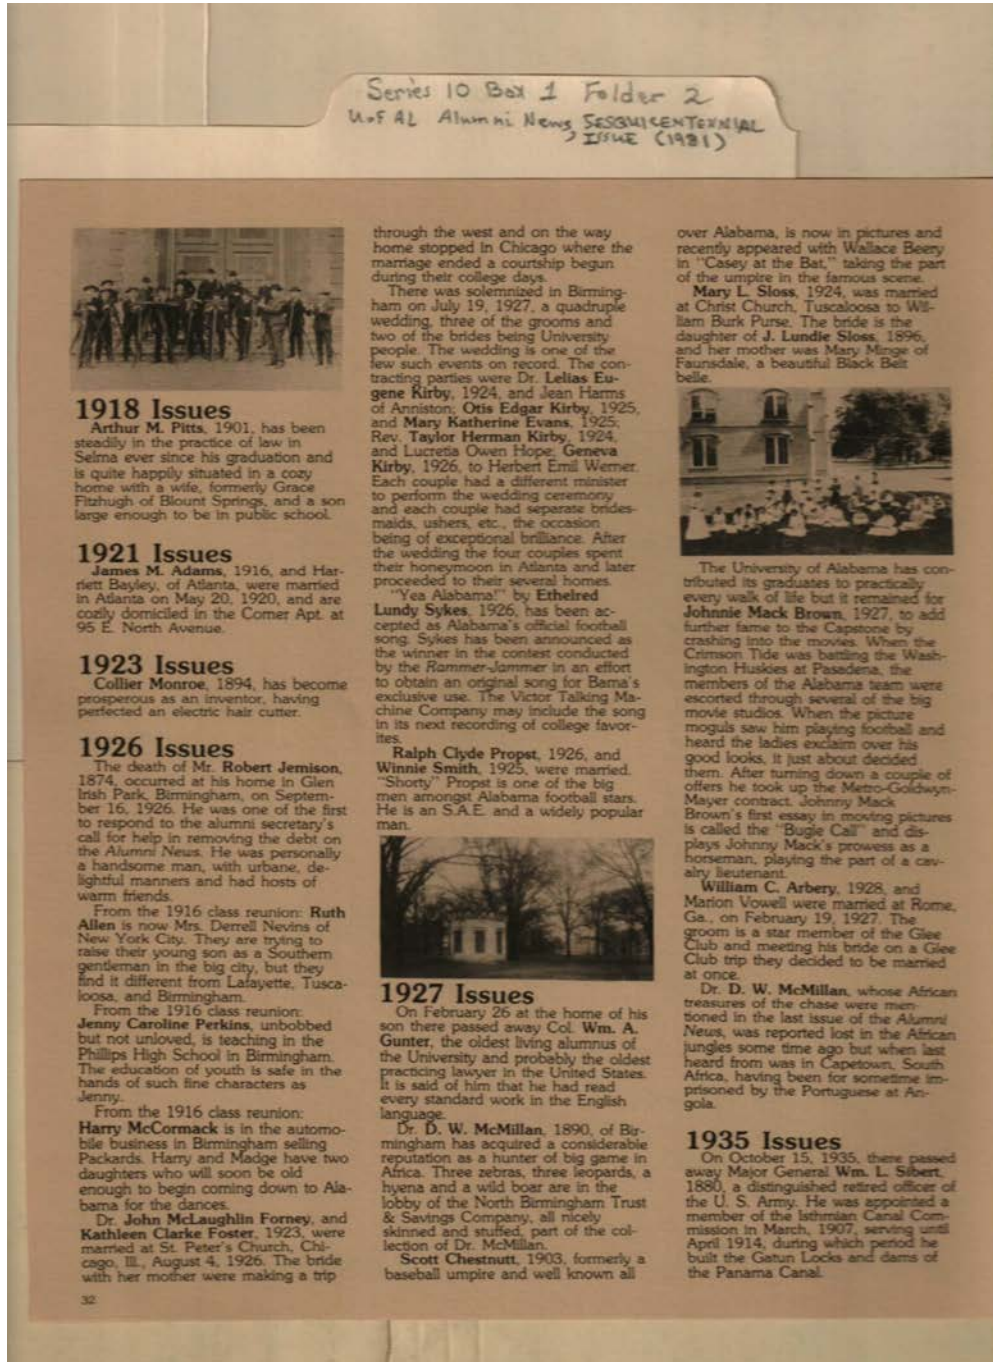 Series 10 Box 1 Folder 2
U of AL Alumni News, SESQUICENTENNIAL
ISSUE (1981)
1918 Issues
Arthur M. Pitts, 1901, has been
steadily in the practice of law in
Selma ever since his graduation and
is quite happily situated in a cozy
home with a wife, formerly Grace
Fitzhugh of Blount Springs, and a son
large enough to be in public school.
1921 Issues
James M. Adams, 1916, and Har-
riett Bayley, of Atlanta, were married
in Atlanta on May 20, 1920, and are
cozily domiciled in the Corner Apt. at
95 E. North Avenue.
1923 Issues
Collier Monroe, 1894, has become
prosperous as an inventor, having
perfected an electric hair cutter.
1926 Issues
The death of Mr. Robert Jemison,
1874, occurred at his home in Glen
Irish Park, Birmingham, on Septem-
ber 16, 1926. He was one of the first
to respond to the alumni secretary's
call for help in removing the debt on
the Alumni News. He was personally
a handsome man, with urbane, de-
lightful manners and had hosts of
warm friends.
From the 1916 class reunion: Ruth
Allen is now Mrs. Derrell Nevins of
New York City. They are trying to
raise their young son as a Southern
gentleman in the big city, but they
find it different from Lafayette, Tusca-
loosa, and Birmingham.
From the 1916 class reunion:
Jenny Caroline Perkins, unbobbed
but not unloved, is teaching in the
Phillips High School in Birmingham.
The education of youth is safe in the
hands of such fine characters as
Jenny.
From the 1916 class reunion:
Harry McCormack is in the automo-
bile business in Birmingham selling
Packards. Harry and Madge have two
daughters who will soon be old
enough to begin coming down to Ala-
bama for the dances.
Dr. John McLaughlin Forney, and
Kathleen Clarke Foster, 1923, were
married at St. Peter's Church, Chi-
cago, Ill., August 4, 1926. The bride
with her mother were making a trip
32
through the west and on the way
home stopped in Chicago where the
marriage ended a courtship begun
during their college days.
There was solemnized in Birming-
ham on July 19, 1927, a quadruple
wedding, three of the grooms and
two of the brides being University
people. The wedding is one of the
few such events on record. The con-
tracting parties were Dr. Lelias Eu-
gene Kirby, 1924, and Jean Harms
of Anniston; Otis Edgar Kirby, 1925,
and Mary Katherine Evans, 1925;
Rev. Taylor Herman Kirby, 1924,
and Lucretia Owen Hope; Geneva
Kirby, 1926, to Herbert Emil Werner.
Each couple had a different minister
to perform the wedding ceremony
and each couple had separate brides-
maids, ushers, etc., the occasion
being of exceptional brilliance. After
the wedding the four couples spent
their honeymoon in Atlanta and later
proceeded to their several homes.
"Yea Alabama!" by Ethelred
Lundy Sykes, 1926, has been ac-
cepted as Alabama's official football
song. Sykes has been announced as
the winner in the contest conducted
by the Rammer-Jammer in an effort
to obtain an original song for Bama's
exclusive use. The Victor Talking Ma-
chine Company may include the song
in its next recording of college favor-
ites.
Ralph Clyde Propst, 1926, and
Winnie Smith, 1925, were married.
"Shorty" Propst is one of the big
men amongst Alabama football stars.
He is an S.A.E. and a widely popular
man.
1927 Issues
On February 26 at the home of his
son there passed away Col. Wm. A.
Gunter, the oldest living alumnus of
the University and probably the oldest
practicing lawyer in the United States.
It is said of him that he had read
every standard work in the English
language.
Dr. D. W. McMillan, 1890, of Bir-
mingham has acquired a considerable
reputation as a hunter of big game in
Africa. Three zebras, three leopards, a
hyena and a wild boar are in the
lobby of the North Birmingham Trust
& Savings Company, all nicely
skinned and stuffed, part of the col-
lection of Dr. McMillan.
Scott Chestnutt, 1903, formerly a
baseball umpire and well known all
over Alabama, is now in pictures and
recently appeared with Wallace Beery
in "Casey at the Bat," taking the part
of the umpire in the famous scene.
Mary L. Sloss, 1924, was married
at Christ Church, Tuscaloosa to Wil-
liam Burk Purse. The bride is the
daughter of J. Lundie Sloss, 1896,
and her mother was Mary Minge of
Faunsdale, a beautiful Black Belt
belle.
The University of Alabama has con-
tributed its graduates to practically
every walk of life but it remained for
Johnnie Mack Brown, 1927, to add
further fame to the Capstone by
crashing into the movies. When the
Crimson Tide was battling the Wash-
ington Huskies at Pasadena, the
members of the Alabama team were
escorted through several of the big
movie studios. When the picture
moguls saw him playing football and
heard the ladies exclaim over his
good looks, it just about decided
them. After turning down a couple of
offers he took up the Metro-Goldwyn-
Mayer contract. Johnny Mack
Brown's first essay in moving pictures
is called the "Bugle Call" and dis-
plays Johnny Mack's prowess as a
horseman, playing the part of a cav-
alry lieutenant.
William C. Arbery, 1928, and
Marion Vowell were married at Rome,
Ga., on February 19, 1927. The
groom is a star member of the Glee
Club and meeting his bride on a Glee
Club trip they decided to be married
at once.
Dr. D. W. McMillan, whose African
treasures of the chase were men-
tioned in the last issue of the Alumni
News, was reported lost in the African
jungles some time ago but when last
heard from was in Capetown, South
Africa, having been for sometime im-
prisoned by the Portuguese at An-
gola.
1935 Issues
On October 15, 1935, there passed
away Major General Wm. L. Sibert,
1880, a distinguished retired officer of
the U. S. Army. He was appointed a
member of the Isthmian Canal Com-
mission in March, 1907, serving until
April 1914, during which period he
built the Gatun Locks and dams of
the Panama Canal.